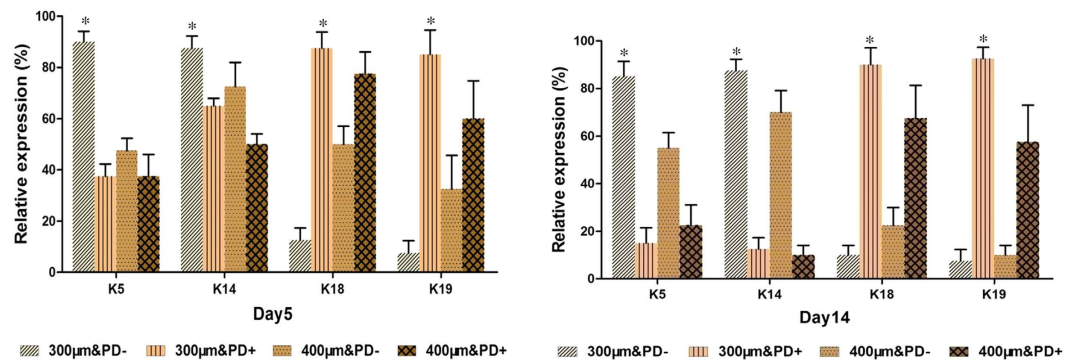 Relative expression (%)
100
80
60
40
20
0
*
*
*
*
K5 K14 K18 K19
Day5
300μm&PD- 300μm&PD+ 400μm&PD- 400μm&PD+
Relative expression (%)
100
80
60
40
20
0
*
*
*
*
K5 K14 K18 K19
Day14
300μm&PD- 300μm&PD+ 400μm&PD- 400μm&PD+